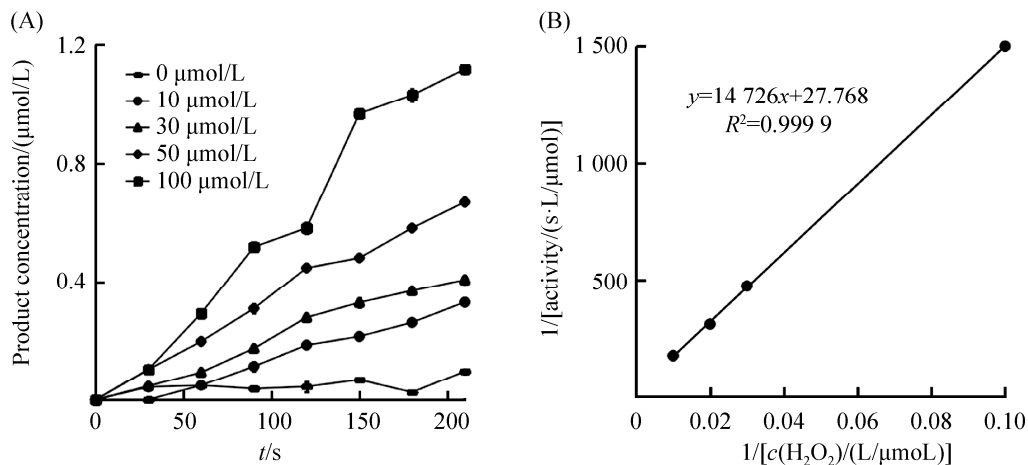 (A)
Product concentration/(μmol/L)
1.2
0.8
0.4
0 μmol/L
10 μmol/L
30 μmol/L
50 μmol/L
100 μmol/L
0 50 100 150 200
t/s
(B)
1/[activity/(s·L/μmol)]
1 500
1 000
500
y=14 726x+27.768
R²=0.999 9
0 0.02 0.04 0.06 0.08 0.10
1/[c(H₂O₂)/(L/μmoL)]